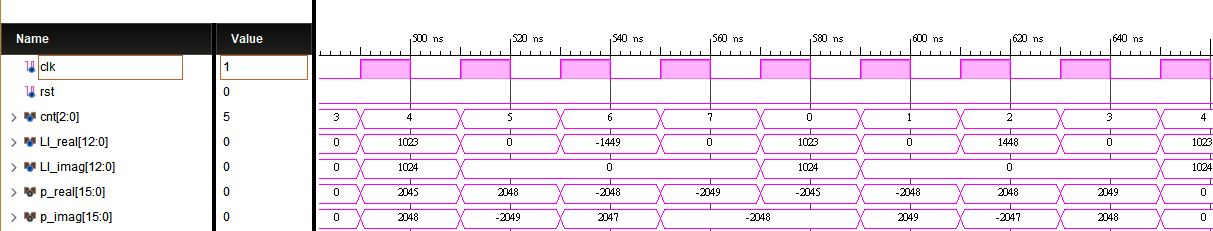 Name Value
500 ns 520 ns 540 ns 560 ns 580 ns 600 ns 620 ns 640 ns
clk 1
rst 0
cnt[2:0] 5 3 4 5 6 7 0 1 2 3 4
LI_real[12:0] 0 0 1023 0 -1449 0 1023 0 1448 0 1023
LI_imag[12:0] 0 0 1024 0 1024 0 1024
p_real[15:0] 0 0 2045 2048 -2048 -2049 -2045 -2048 2048 2049 0
p_imag[15:0] 0 0 2048 -2049 2047 -2048 2049 -2047 2048 0